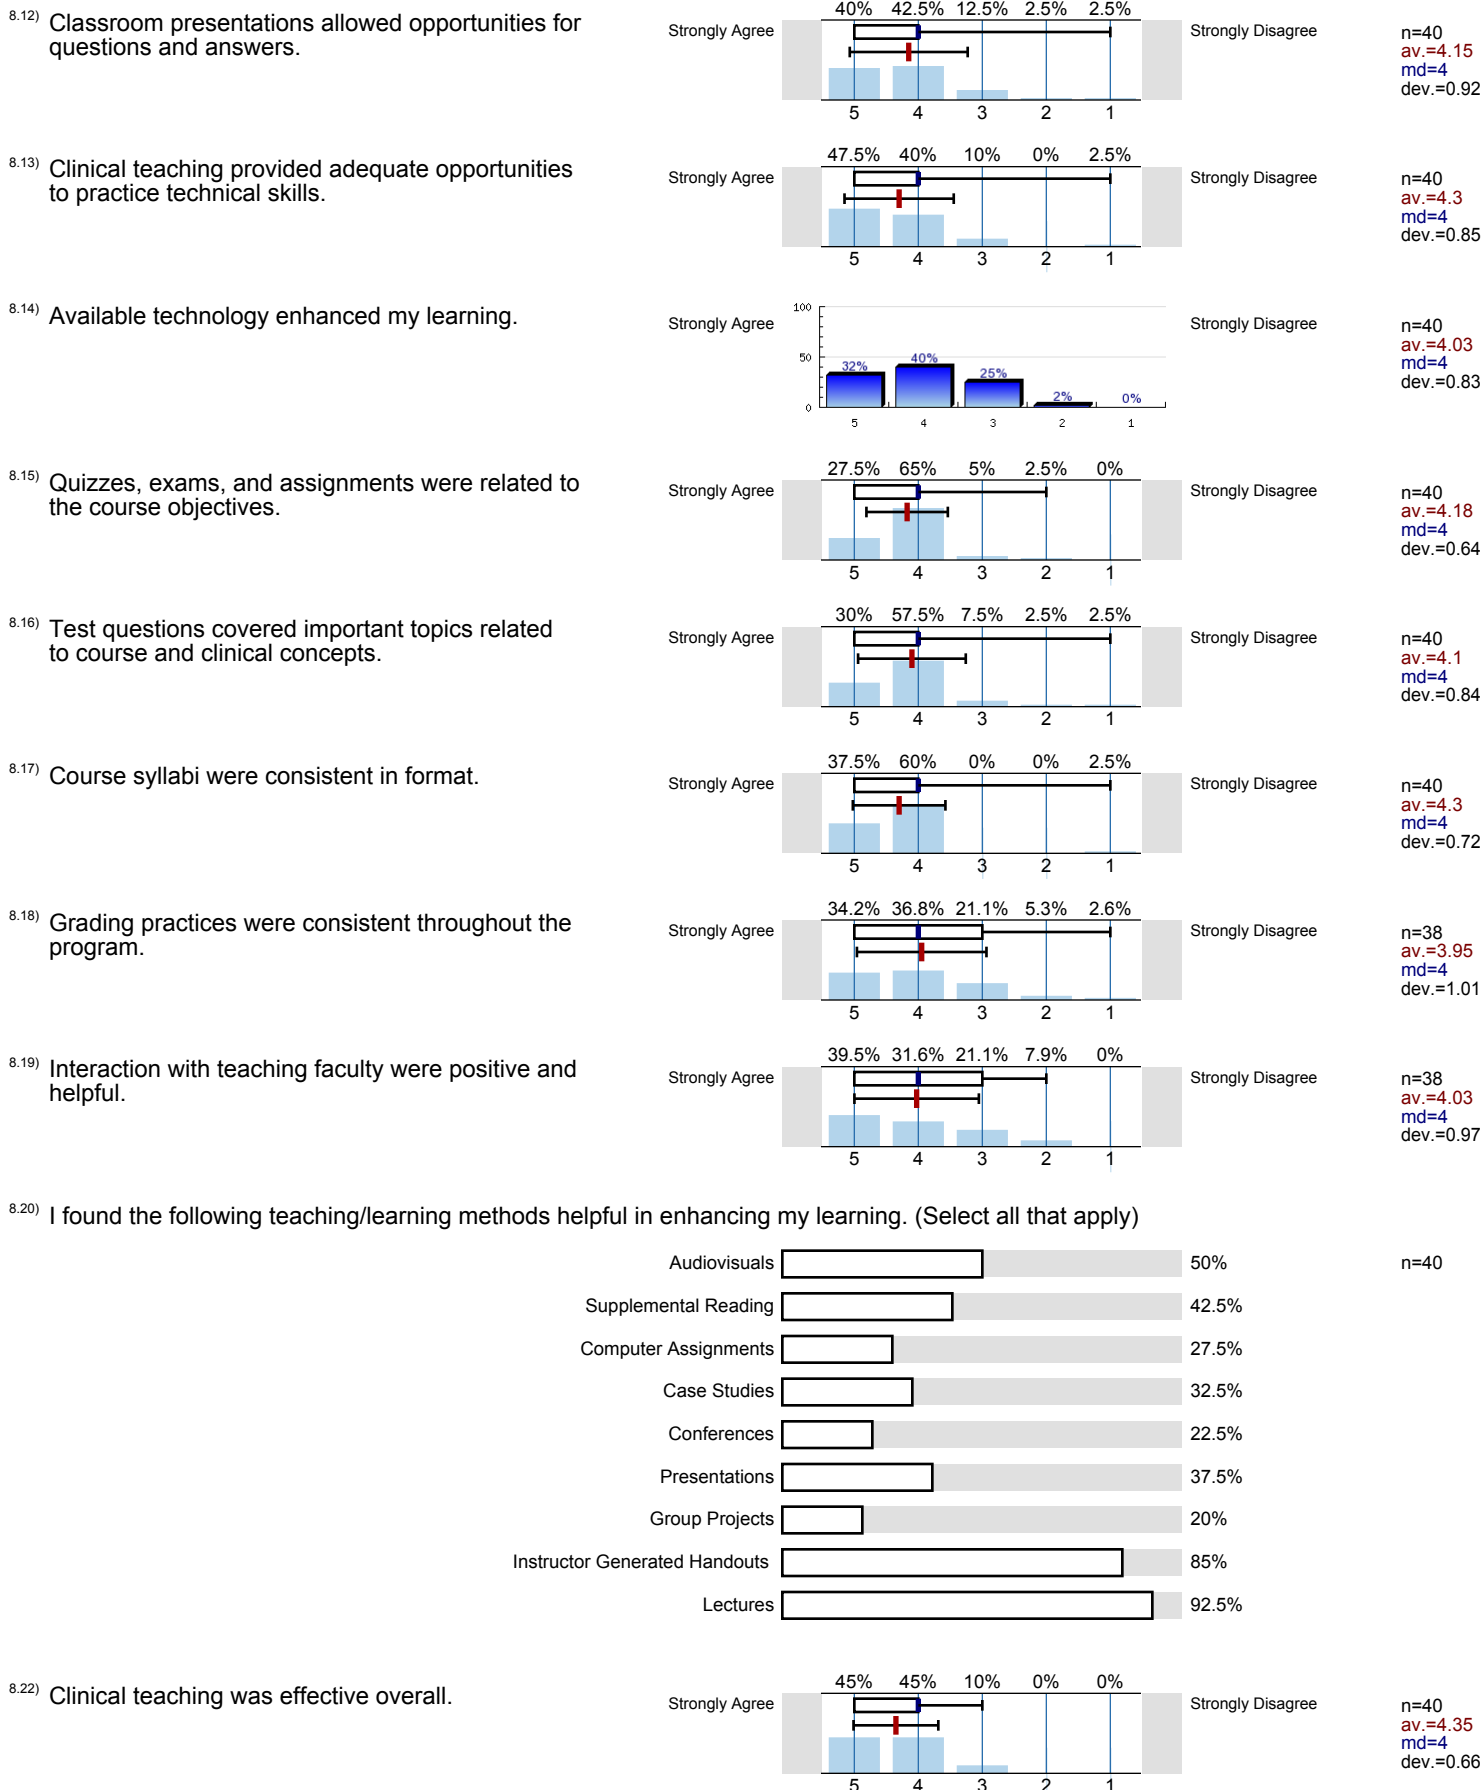 8.12) Classroom presentations allowed opportunities for
questions and answers.
Strongly Agree
40% 42.5% 12.5% 2.5% 2.5%
5 4 3 2 1
Strongly Disagree
n=40
av.=4.15
md=4
dev.=0.92
8.13) Clinical teaching provided adequate opportunities
to practice technical skills.
Strongly Agree
47.5% 40% 10% 0% 2.5%
5 4 3 2 1
Strongly Disagree
n=40
av.=4.3
md=4
dev.=0.85
8.14) Available technology enhanced my learning.
Strongly Agree
100
50
0
32% 40% 25% 2% 0%
5 4 3 2 1
Strongly Disagree
n=40
av.=4.03
md=4
dev.=0.83
8.15) Quizzes, exams, and assignments were related to
the course objectives.
Strongly Agree
27.5% 65% 5% 2.5% 0%
5 4 3 2 1
Strongly Disagree
n=40
av.=4.18
md=4
dev.=0.64
8.16) Test questions covered important topics related
to course and clinical concepts.
Strongly Agree
30% 57.5% 7.5% 2.5% 2.5%
5 4 3 2 1
Strongly Disagree
n=40
av.=4.1
md=4
dev.=0.84
8.17) Course syllabi were consistent in format.
Strongly Agree
37.5% 60% 0% 0% 2.5%
5 4 3 2 1
Strongly Disagree
n=40
av.=4.3
md=4
dev.=0.72
8.18) Grading practices were consistent throughout the
program.
Strongly Agree
34.2% 36.8% 21.1% 5.3% 2.6%
5 4 3 2 1
Strongly Disagree
n=38
av.=3.95
md=4
dev.=1.01
8.19) Interaction with teaching faculty were positive and
helpful.
Strongly Agree
39.5% 31.6% 21.1% 7.9% 0%
5 4 3 2 1
Strongly Disagree
n=38
av.=4.03
md=4
dev.=0.97
8.20) I found the following teaching/learning methods helpful in enhancing my learning. (Select all that apply)
Audiovisuals 50% n=40
Supplemental Reading 42.5%
Computer Assignments 27.5%
Case Studies 32.5%
Conferences 22.5%
Presentations 37.5%
Group Projects 20%
Instructor Generated Handouts 85%
Lectures 92.5%
8.22) Clinical teaching was effective overall.
Strongly Agree
45% 45% 10% 0% 0%
5 4 3 2 1
Strongly Disagree
n=40
av.=4.35
md=4
dev.=0.66